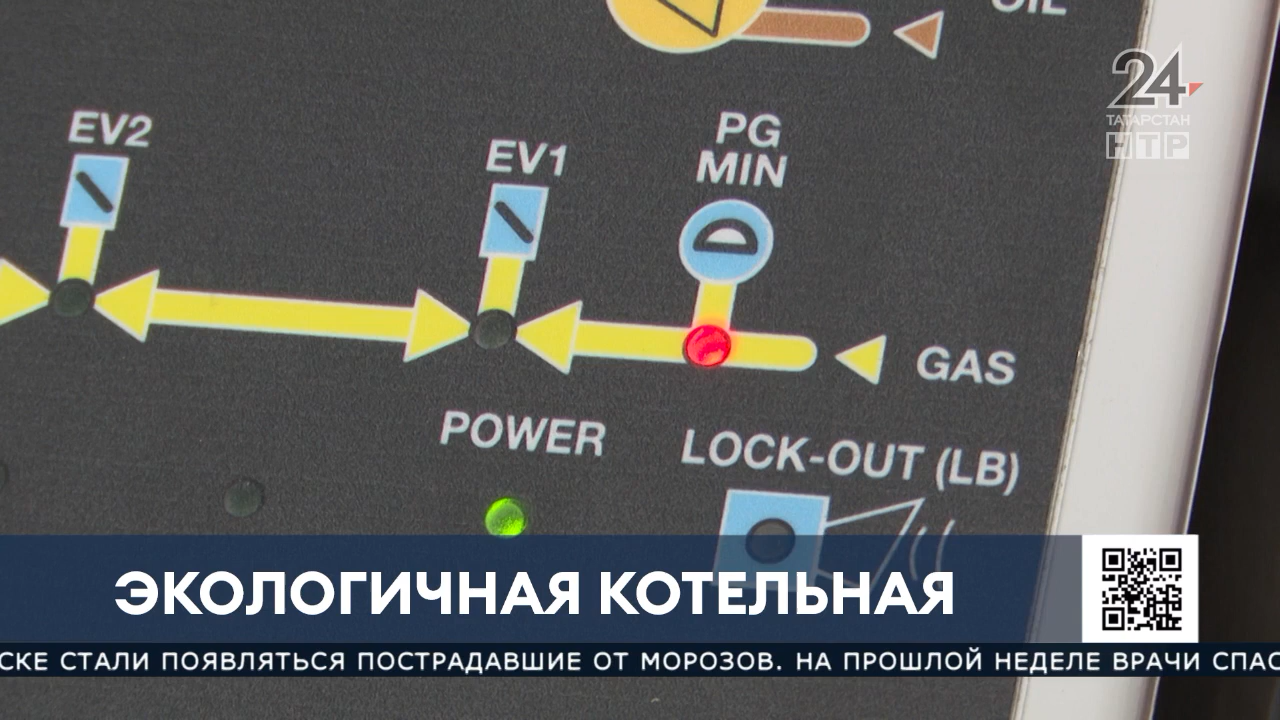 OIL
24
ТАТАРСТАН
НТР
EV2
EV1
PG
MIN
GAS
POWER
LOCK-OUT (LB)
ЭКОЛОГИЧНАЯ КОТЕЛЬНАЯ
СКЕ СТАЛИ ПОЯВЛЯТЬСЯ ПОСТРАДАВШИЕ ОТ МОРОЗОВ. НА ПРОШЛОЙ НЕДЕЛЕ ВРАЧИ СПАС